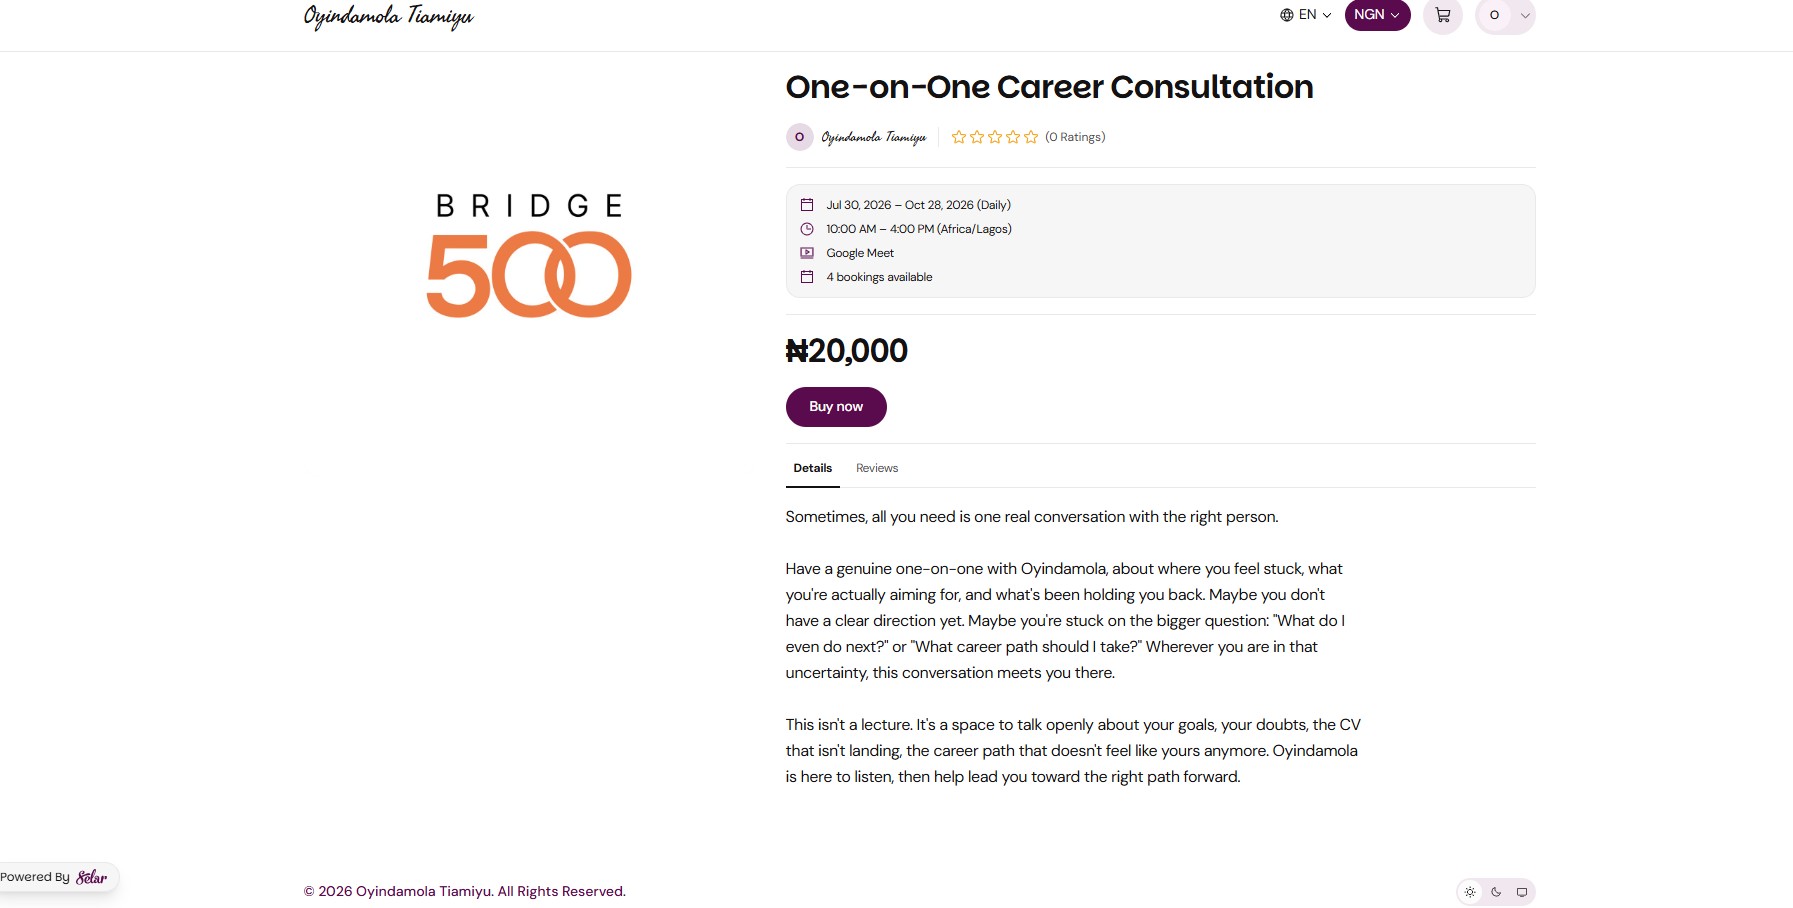 Oyindamola Tiamiyu
EN
NGN
O
One-on-One Career Consultation
O Oyindamola Tiamiyu (0 Ratings)
BRIDGE
500
Jul 30, 2026 – Oct 28, 2026 (Daily)
10:00 AM – 4:00 PM (Africa/Lagos)
Google Meet
4 bookings available
₦20,000
Buy now
Details Reviews
Sometimes, all you need is one real conversation with the right person.
Have a genuine one-on-one with Oyindamola, about where you feel stuck, what
you're actually aiming for, and what's been holding you back. Maybe you don't
have a clear direction yet. Maybe you're stuck on the bigger question: "What do I
even do next?" or "What career path should I take?" Wherever you are in that
uncertainty, this conversation meets you there.
This isn't a lecture. It's a space to talk openly about your goals, your doubts, the CV
that isn't landing, the career path that doesn't feel like yours anymore. Oyindamola
is here to listen, then help lead you toward the right path forward.
Powered By Selar
© 2026 Oyindamola Tiamiyu. All Rights Reserved.